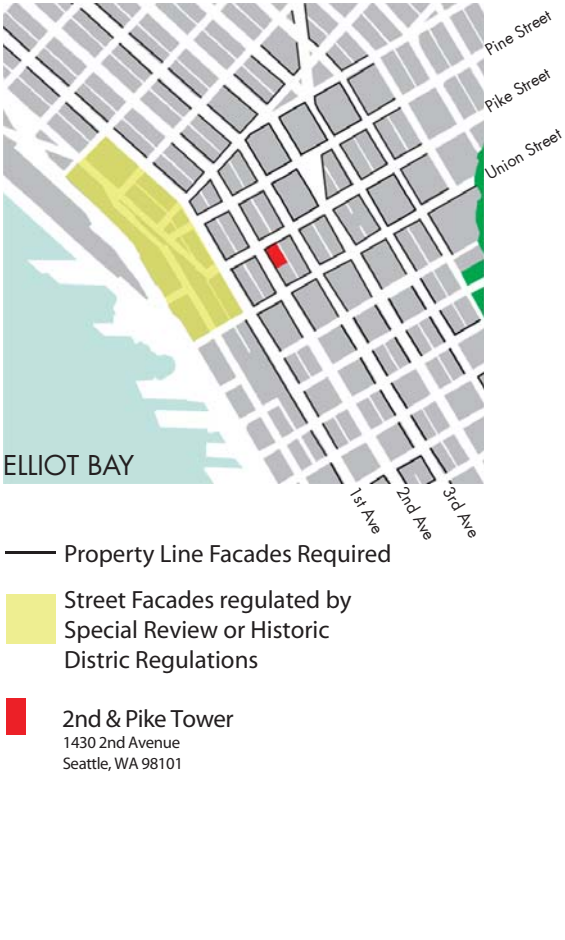 Pine Street
Pike Street
Union Street
ELLIOT BAY
1st Ave
2nd Ave
3rd Ave
Property Line Facades Required
Street Facades regulated by
Special Review or Historic
Distric Regulations
2nd & Pike Tower
1430 2nd Avenue
Seattle, WA 98101